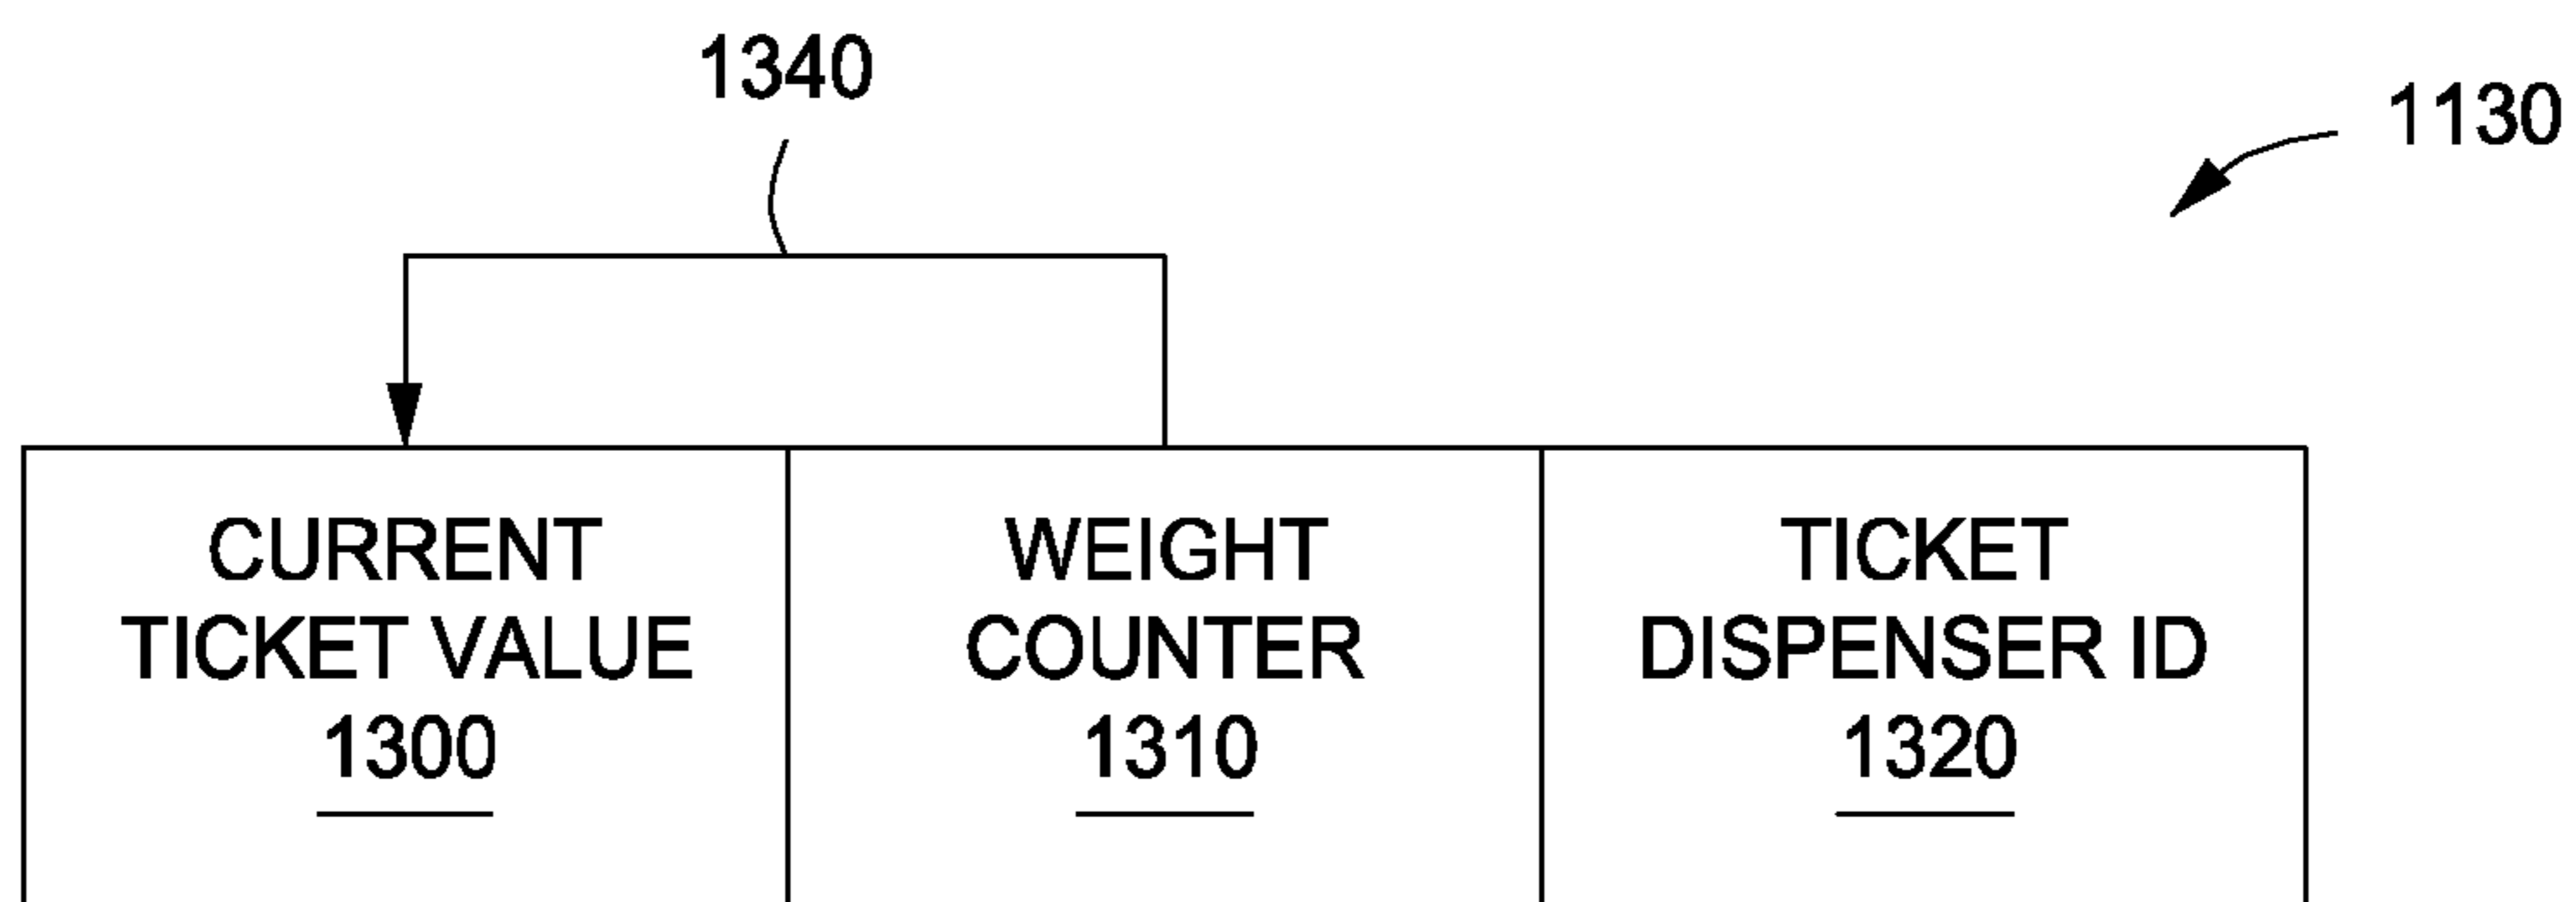 1340
1130
CURRENT
TICKET VALUE
1300
WEIGHT
COUNTER
1310
TICKET
DISPENSER ID
1320